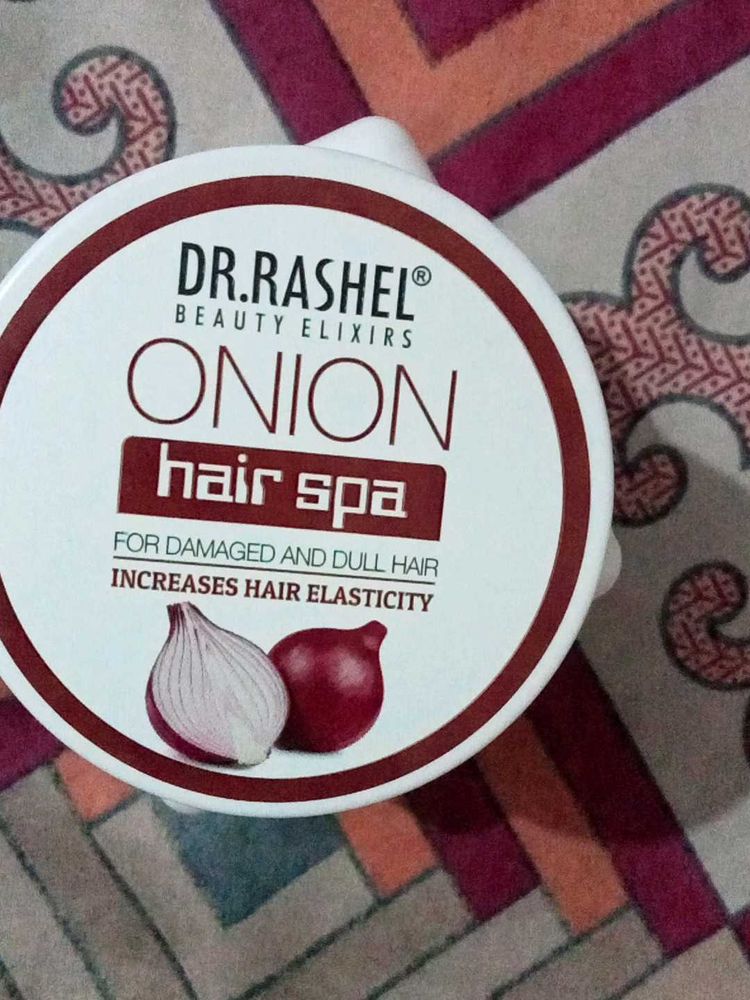 DR.RASHEL®
BEAUTY ELIXIRS
ONION
hair spa
FOR DAMAGED AND DULL HAIR
INCREASES HAIR ELASTICITY